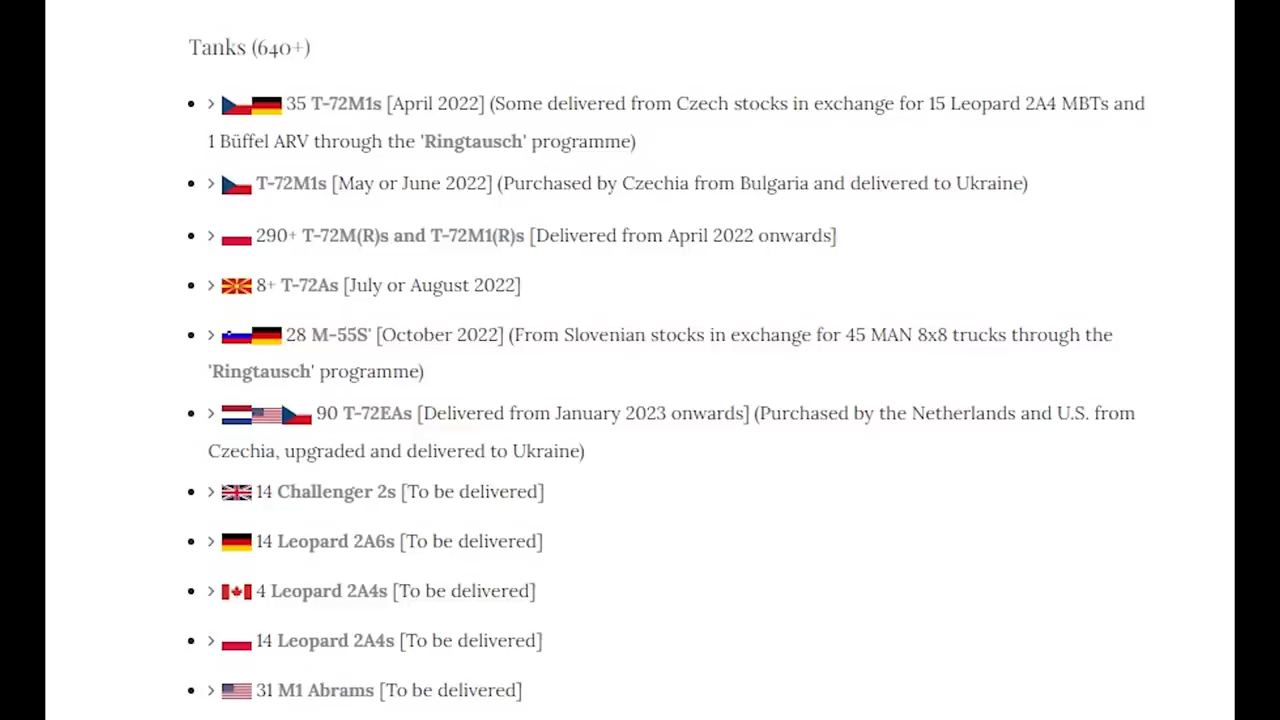 Tanks (640+)
35 T-72M1s [April 2022] (Some delivered from Czech stocks in exchange for 15 Leopard 2A4 MBTs and
1 Büffel ARV through the 'Ringtausch' programme)
T-72M1s [May or June 2022] (Purchased by Czechia from Bulgaria and delivered to Ukraine)
290+ T-72M(R)s and T-72M1(R)s [Delivered from April 2022 onwards]
8+ T-72As [July or August 2022]
28 M-55S' [October 2022] (From Slovenian stocks in exchange for 45 MAN 8x8 trucks through the
'Ringtausch' programme)
90 T-72EAs [Delivered from January 2023 onwards] (Purchased by the Netherlands and U.S. from
Czechia, upgraded and delivered to Ukraine)
14 Challenger 2s [To be delivered]
14 Leopard 2A6s [To be delivered]
4 Leopard 2A4s [To be delivered]
14 Leopard 2A4s [To be delivered]
31 M1 Abrams [To be delivered]